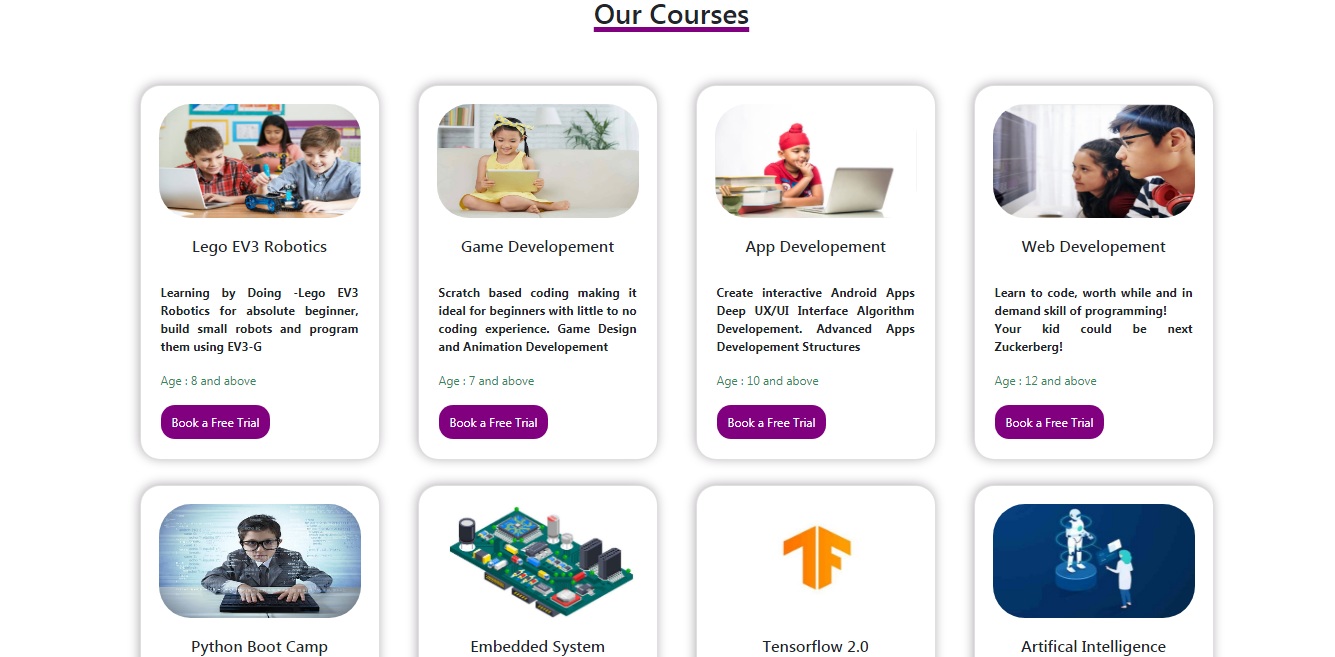 Our Courses
Lego EV3 Robotics
Learning by Doing -Lego EV3
Robotics for absolute beginner,
build small robots and program
them using EV3-G
Age : 8 and above
Book a Free Trial
Game Developement
Scratch based coding making it
ideal for beginners with little to no
coding experience. Game Design
and Animation Developement
Age : 7 and above
Book a Free Trial
App Developement
Create interactive Android Apps
Deep UX/UI Interface Algorithm
Developement. Advanced Apps
Developement Structures
Age : 10 and above
Book a Free Trial
Web Developement
Learn to code, worth while and in
demand skill of programming!
Your kid could be next
Zuckerberg!
Age : 12 and above
Book a Free Trial
Python Boot Camp
Embedded System
Tensorflow 2.0
Artifical Intelligence